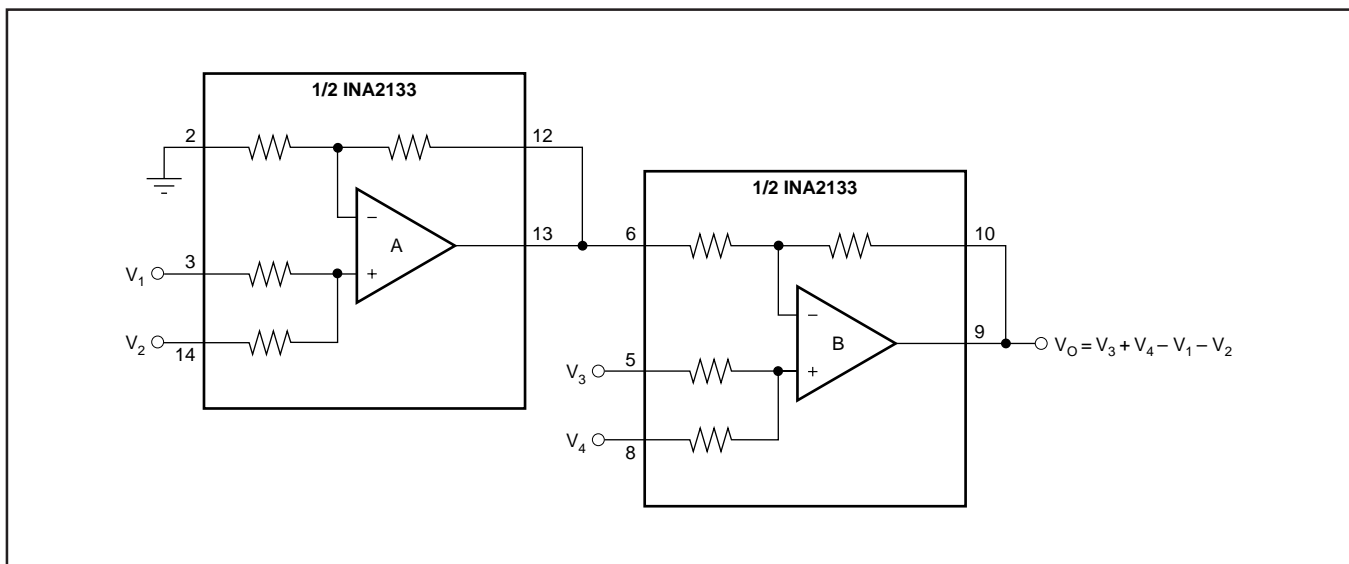 1/2 INA2133
2
12
A
−
+
13
V1
3
V2
14
1/2 INA2133
6
10
B
−
+
9
VO = V3 + V4 – V1 – V2
V3
5
V4
8